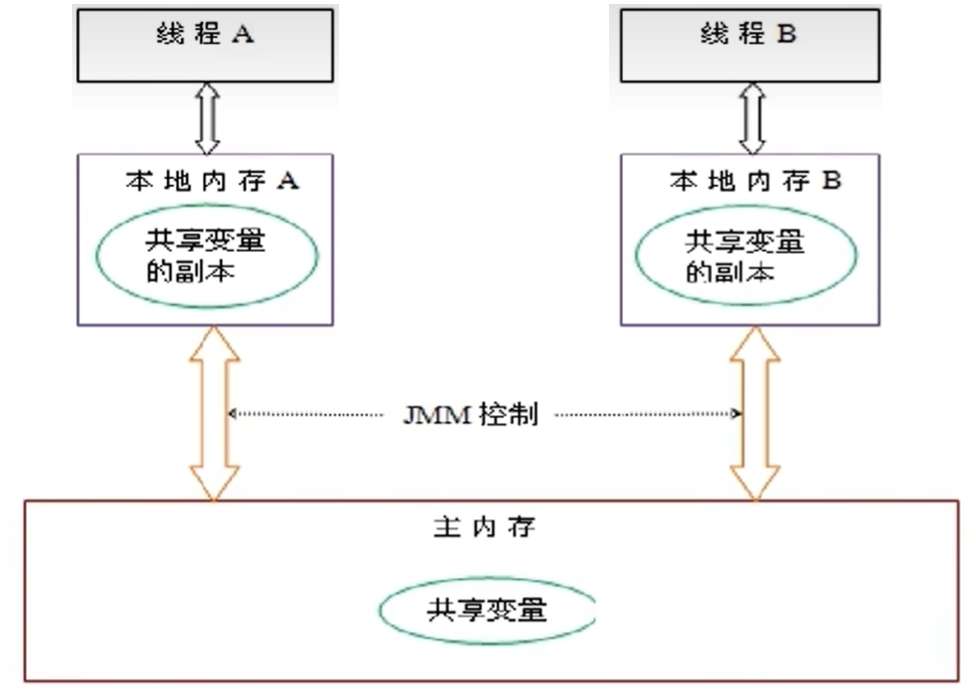 线程 A
线程 B
本地内存 A
本地内存 B
共享变量
的副本
共享变量
的副本
JMM 控制
主内存
共享变量